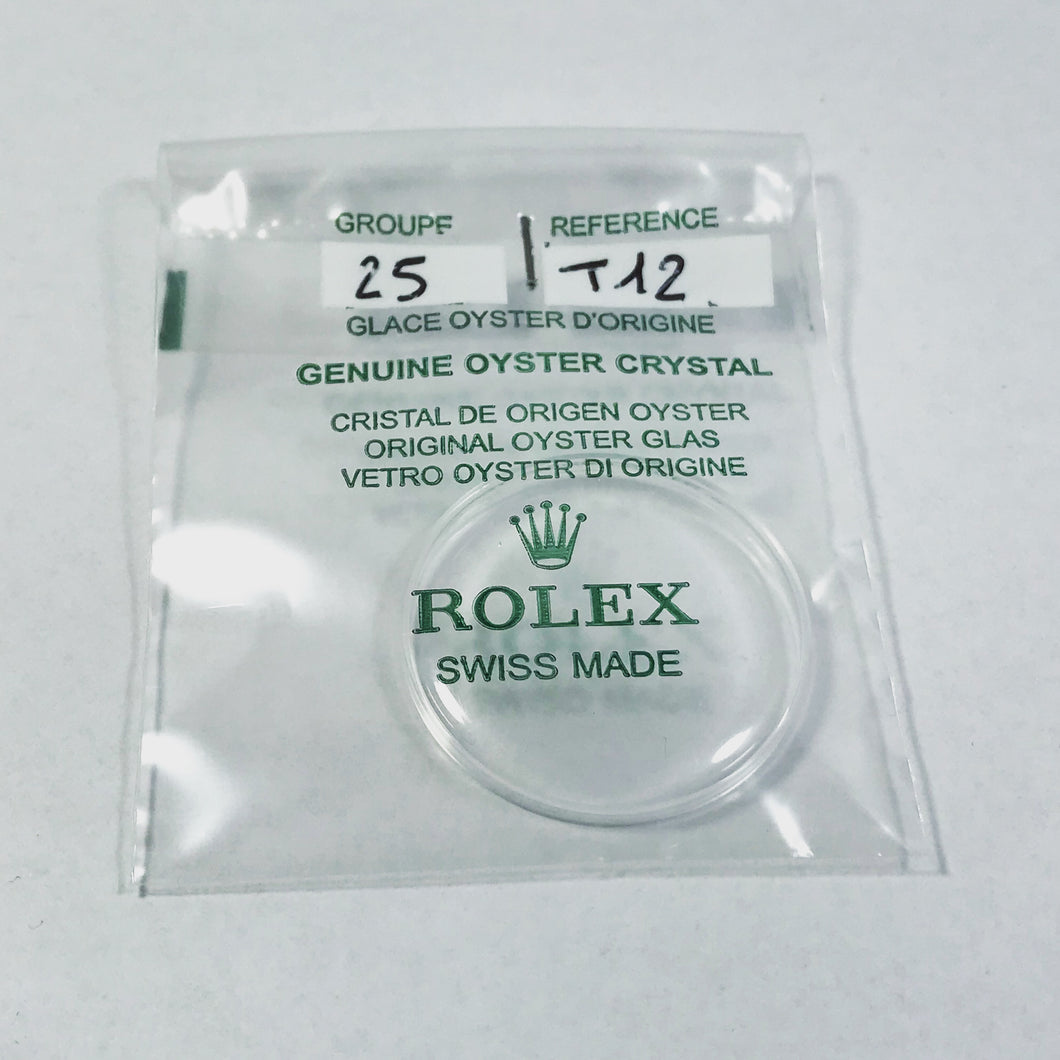 GROUPE | REFERENCE
25 T12
GLACE OYSTER D'ORIGINE
GENUINE OYSTER CRYSTAL
CRISTAL DE ORIGEN OYSTER
ORIGINAL OYSTER GLAS
VETRO OYSTER DI ORIGINE
ROLEX
SWISS MADE